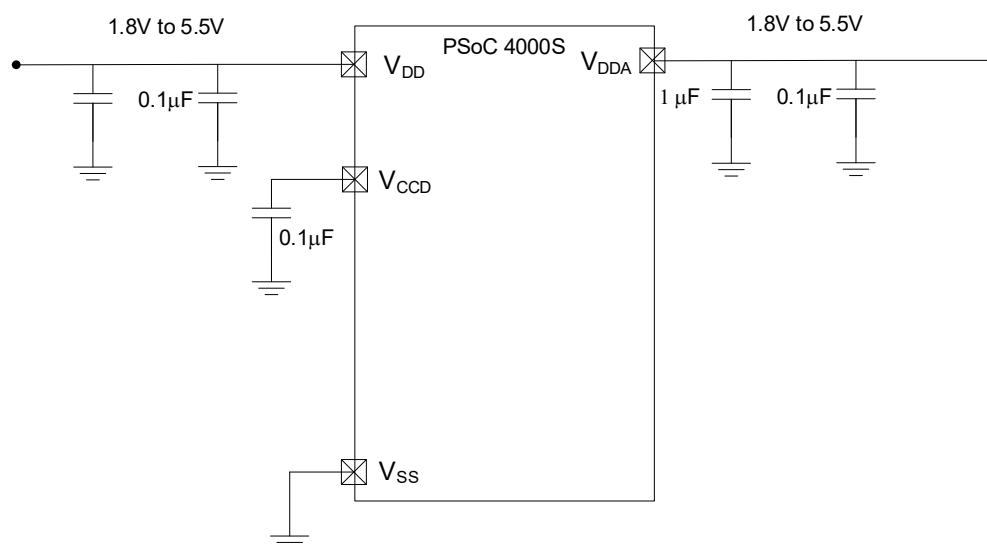 1.8V to 5.5V
1.8V to 5.5V
PSoC 4000S
VDD
VDDA
0.1μF
1 μF
0.1μF
VCCD
0.1μF
VSS